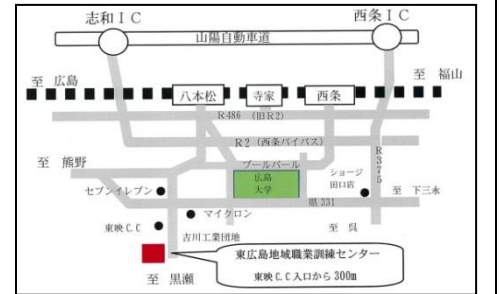 志和IC
西条IC
山陽自動車道
至 広島
至 福山
八本松
寺家
西条
R486 (旧R2)
R2(西条バイパス)
R375
至 熊野
ブールバール
広島
大学
ショージ
田口店
セブンイレブン
至 下三永
県331
マイクロン
東映C.C
吉川工業団地
至 呉
東広島地域職業訓練センター
東映C.C入口から300m
至 黒瀬